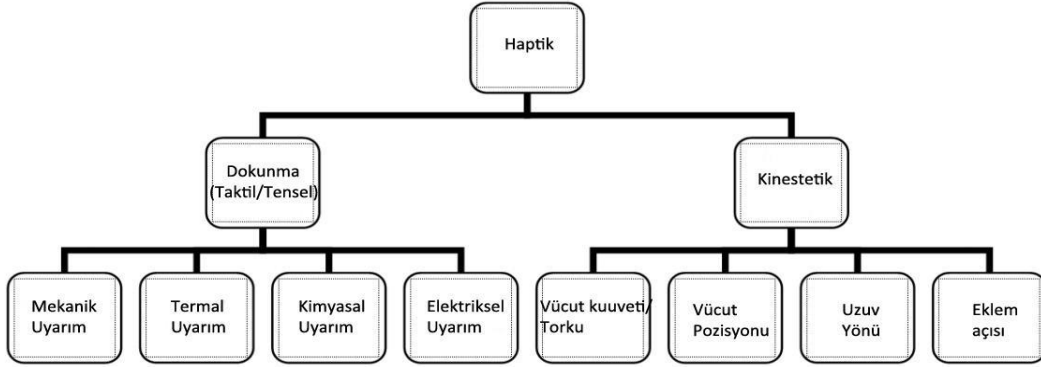 Haptik
Dokunma
(Taktil/Tensel)
Kinestetik
Mekanik
Uyarım
Termal
Uyarım
Kimyasal
Uyarım
Elektriksel
Uyarım
Vücut kuuveti/
Torku
Vücut
Pozisyonu
Uzuv
Yönü
Eklem
açısı